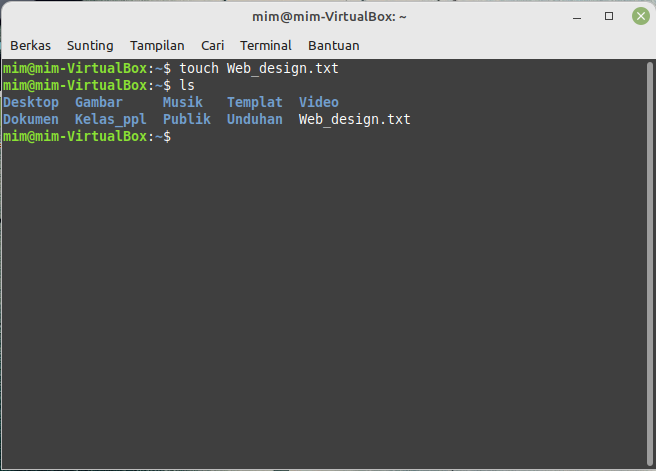 mim@mim-VirtualBox: ~
Berkas Sunting Tampilan Cari Terminal Bantuan
mim@mim-VirtualBox:~$ touch Web_design.txt
mim@mim-VirtualBox:~$ ls
Desktop Gambar Musik Templat Video
Dokumen Kelas_ppl Publik Unduhan Web_design.txt
mim@mim-VirtualBox:~$